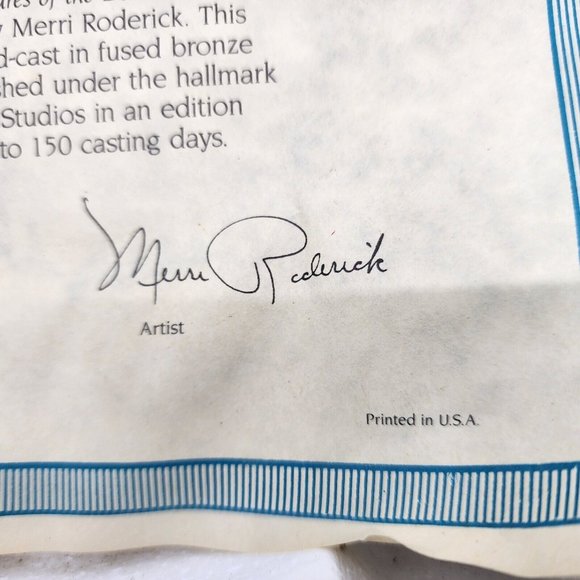 Merri Roderick. This
-cast in fused bronze
shed under the hallmark
Studios in an edition
to 150 casting days.
Merri Roderick
Artist
Printed in U.S.A.